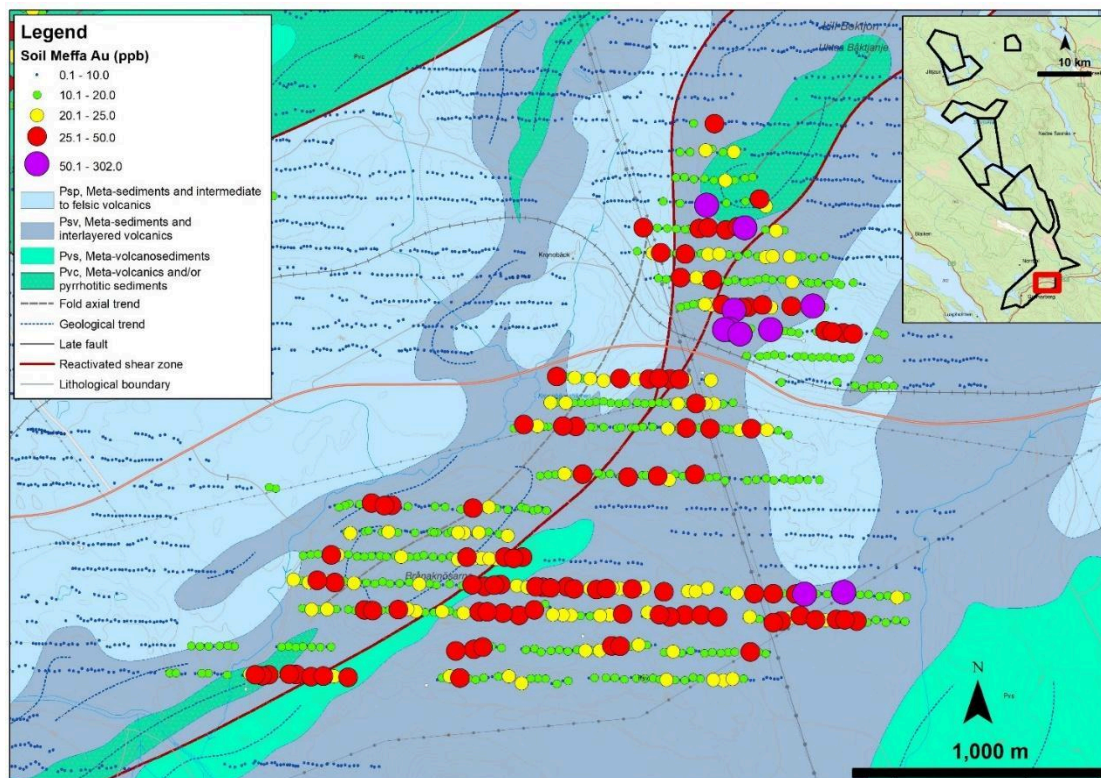 Legend
Soil Meffa Au (ppb)
0.1 - 10.0
10.1 - 20.0
20.1 - 25.0
25.1 - 50.0
50.1 - 302.0
Psp, Meta-sediments and intermediate
to felsic volcanics
Psv, Meta-sediments and
interlayered volcanics
Pvs, Meta-volcanosediments
Pvc, Meta-volcanics and/or
pyrrhotitic sediments
Fold axial trend
Geological trend
Late fault
Reactivated shear zone
Lithological boundary
Pvc
Kronobäck
10 km
Pvs
N
1,000 m